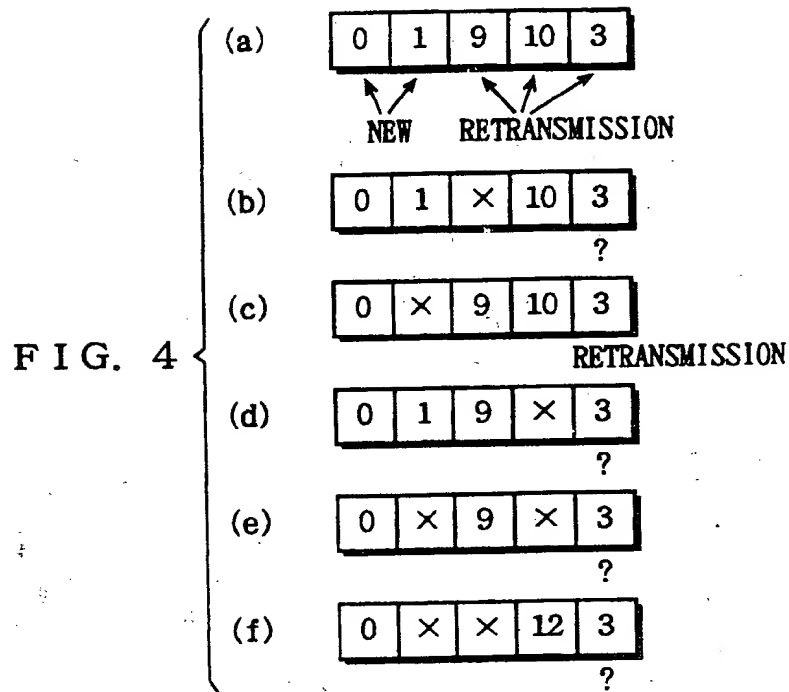 (a) 0 1 9 10 3
NEW RETRANSMISSION
(b) 0 1 × 10 3
?
(c) 0 × 9 10 3
FIG. 4
RETRANSMISSION
(d) 0 1 9 × 3
?
(e) 0 × 9 × 3
?
(f) 0 × × 12 3
?